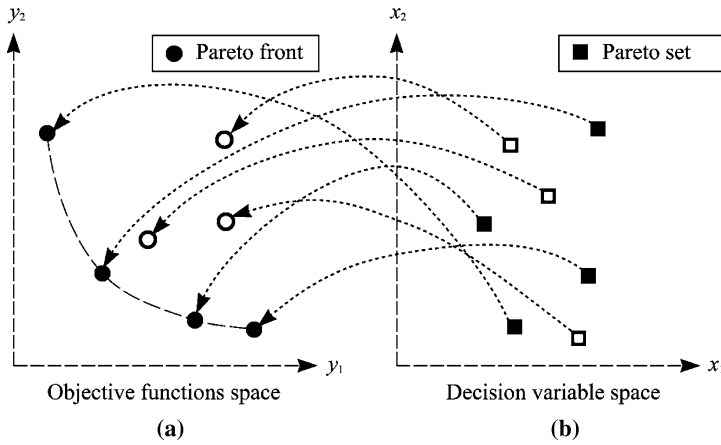 y2
x2
Pareto front
Pareto set
y1
x
Objective functions space
Decision variable space
(a)
(b)